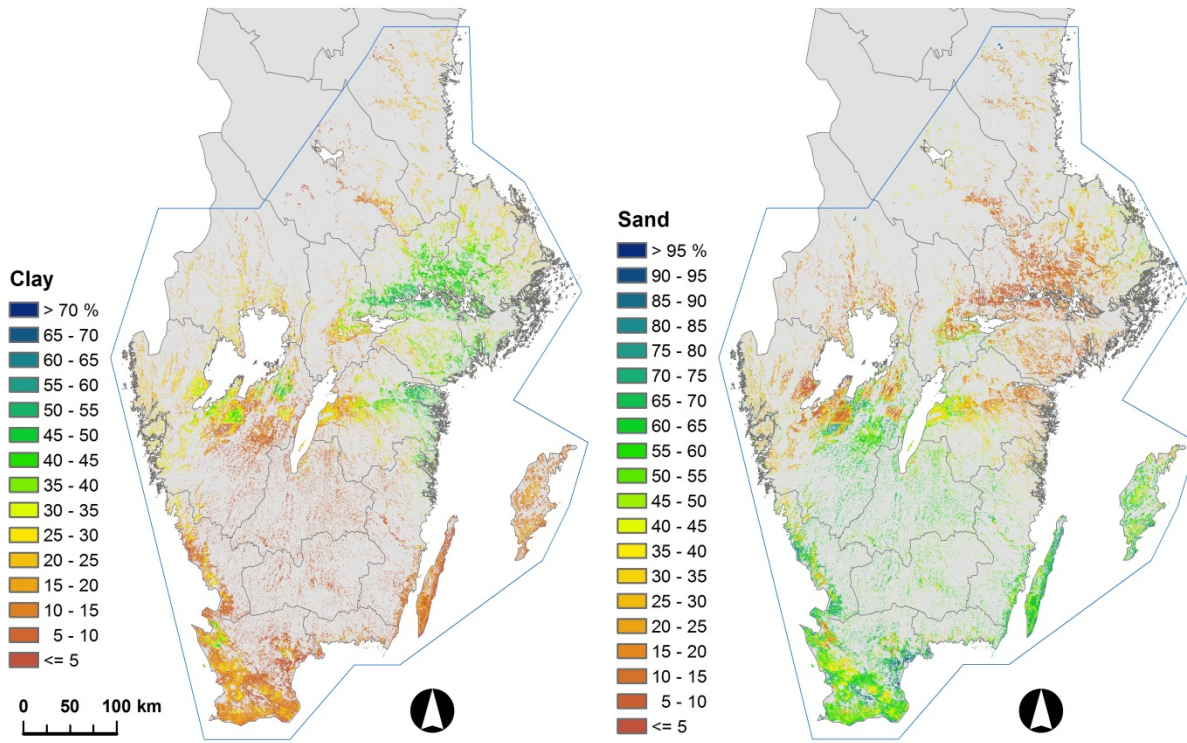 Clay
> 70 %
65 - 70
60 - 65
55 - 60
50 - 55
45 - 50
40 - 45
35 - 40
30 - 35
25 - 30
20 - 25
15 - 20
10 - 15
5 - 10
<= 5
0 50 100 km
Sand
> 95 %
90 - 95
85 - 90
80 - 85
75 - 80
70 - 75
65 - 70
60 - 65
55 - 60
50 - 55
45 - 50
40 - 45
35 - 40
30 - 35
25 - 30
20 - 25
15 - 20
10 - 15
5 - 10
<= 5